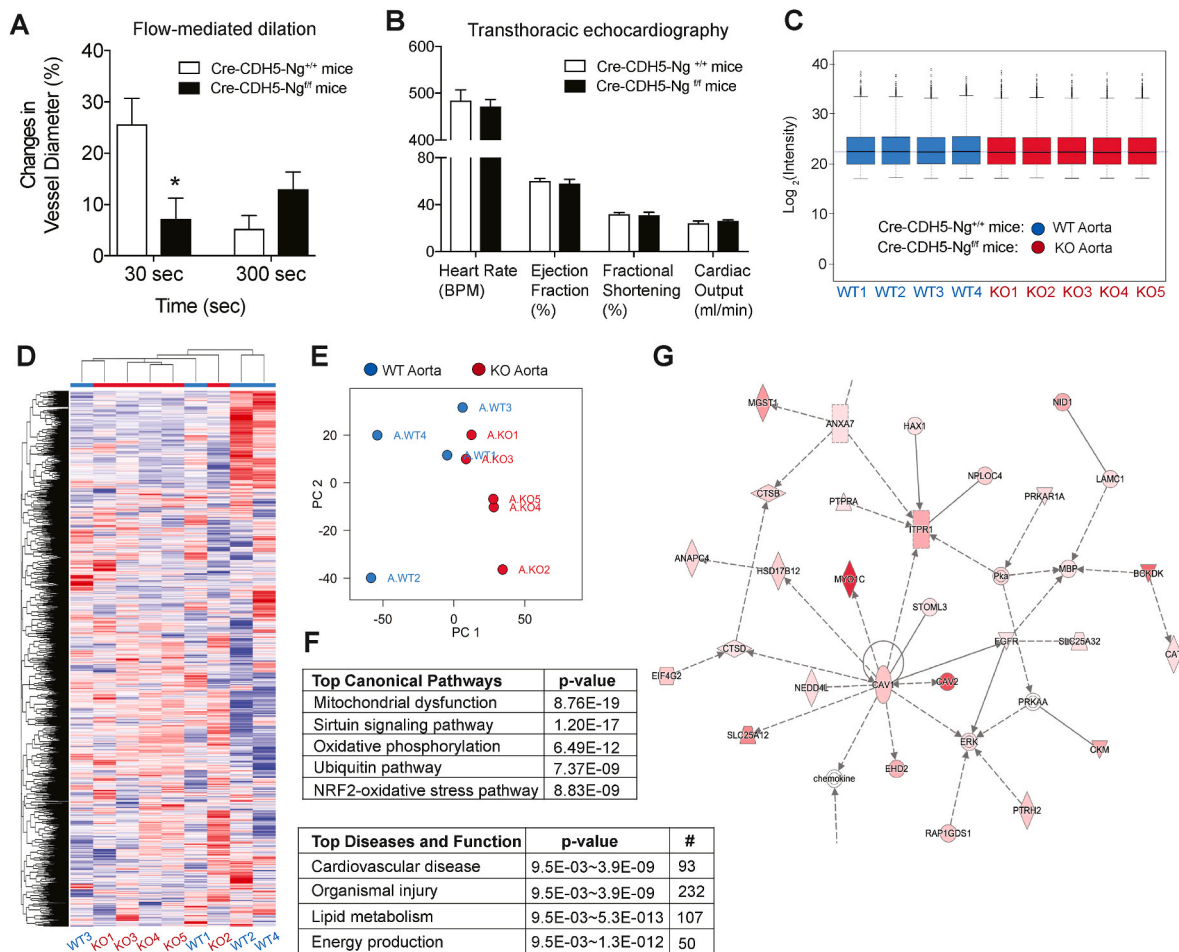 A
Flow-mediated dilation
Changes in
Vessel Diameter (%)
40
30
20
10
0
Cre-CDH5-Ng+/+ mice
Cre-CDH5-Ngf/f mice
*
30 sec 300 sec
Time (sec)
B
Transthoracic echocardiography
600
500
400
80
40
0
Cre-CDH5-Ng +/+ mice
Cre-CDH5-Ng f/f mice
Heart Rate
(BPM)
Ejection
Fraction
(%)
Fractional
Shortening
(%)
Cardiac
Output
(ml/min)
C
Log 2(Intensity)
40
30
20
10
0
Cre-CDH5-Ng+/+ mice: WT Aorta
Cre-CDH5-Ngf/f mice: KO Aorta
WT1 WT2 WT3 WT4 KO1 KO2 KO3 KO4 KO5
D
WT3 KO1 KO3 KO4 KO5 WT1 KO2 WT2 WT4
E
WT Aorta KO Aorta
PC 2
20
0
-20
-40
A.WT3
A.WT4
A.KO1
A.WT1
A.KO3
A.KO5
A.KO4
A.WT2
A.KO2
-50 0 50
PC 1
F
Top Canonical Pathways p-value
Mitochondrial dysfunction 8.76E-19
Sirtuin signaling pathway 1.20E-17
Oxidative phosphorylation 6.49E-12
Ubiquitin pathway 7.37E-09
NRF2-oxidative stress pathway 8.83E-09
Top Diseases and Function p-value #
Cardiovascular disease 9.5E-03~3.9E-09 93
Organismal injury 9.5E-03~3.9E-09 232
Lipid metabolism 9.5E-03~5.3E-013 107
Energy production 9.5E-03~1.3E-012 50
G
MGST1
ANXA7
HAX1
NID1
CTSB
PTPRA
NPLOC4
PRKAR1A
LAMC1
ITPR1
ANAPC4
HSD17B12
MYO1C
Pka
MBP
BCKDK
STOML3
CTSD
EGFR
SLC25A32
CAT
EIF4G2
NEDD4L
CAV1
CAV2
PRKAA
SLC25A12
ERK
CKM
chemokine
EHD2
PTRH2
RAP1GDS1